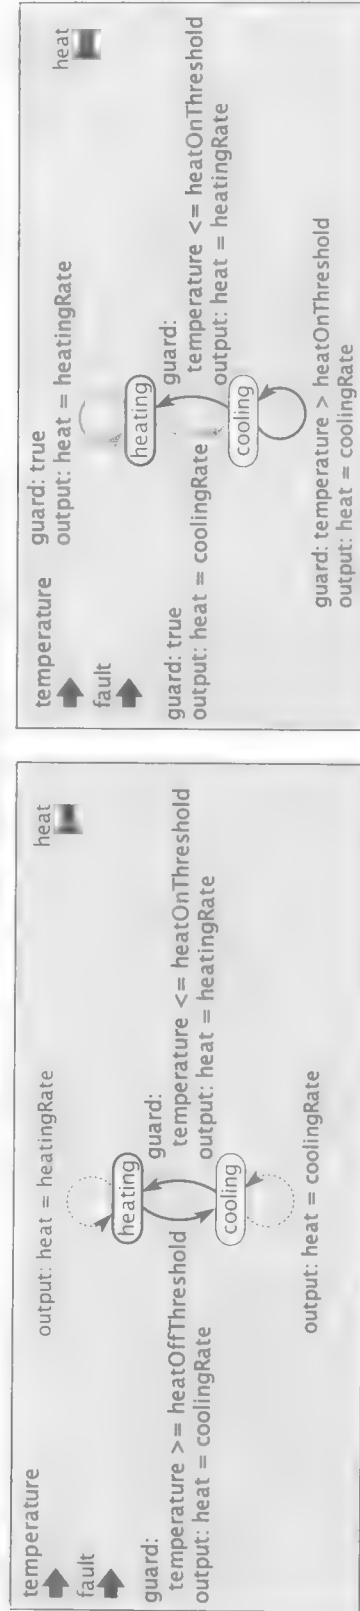 temperature
fault
heat
output: heat = heatingRate
heating
guard:
temperature >= heatOffThreshold
output: heat = coolingRate
guard:
temperature <= heatOnThreshold
output: heat = heatingRate
cooling
output: heat = coolingRate
temperature
fault
heat
guard: true
output: heat = heatingRate
heating
guard: true
output: heat = coolingRate
guard:
temperature <= heatOnThreshold
output: heat = heatingRate
cooling
guard: temperature > heatOnThreshold
output: heat = coolingRate